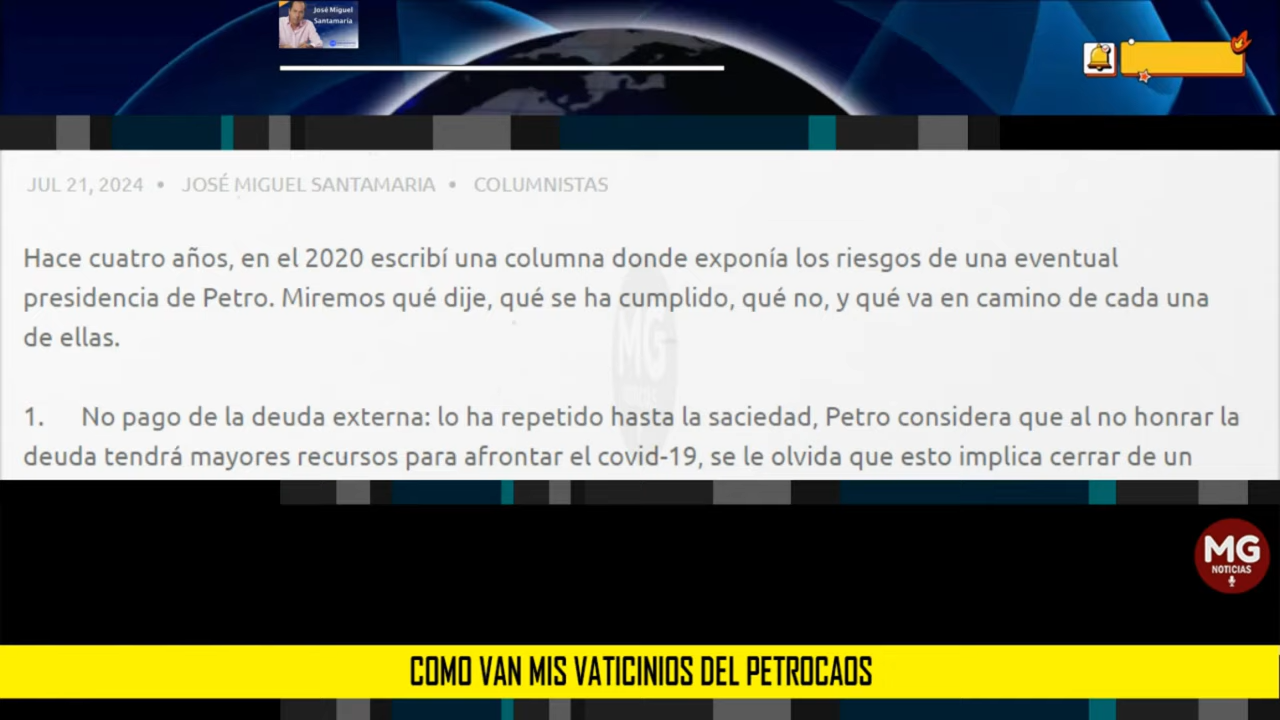 José Miguel
Santamaría
JUL 21, 2024 • JOSÉ MIGUEL SANTAMARIA • COLUMNISTAS
Hace cuatro años, en el 2020 escribí una columna donde exponía los riesgos de una eventual
presidencia de Petro. Miremos qué dije, qué se ha cumplido, qué no, y qué va en camino de cada una
de ellas.
1. No pago de la deuda externa: lo ha repetido hasta la saciedad, Petro considera que al no honrar la
deuda tendrá mayores recursos para afrontar el covid-19, se le olvida que esto implica cerrar de un
MG
MG
NOTICIAS
COMO VAN MIS VATICINIOS DEL PETROCAOS